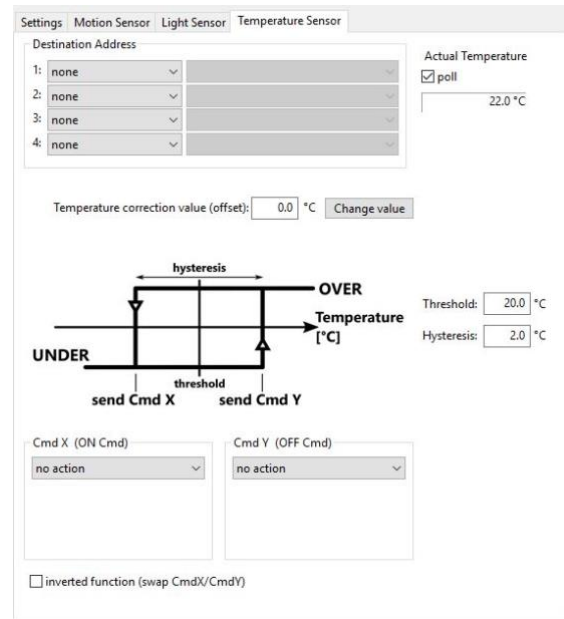 Settings Motion Sensor Light Sensor Temperature Sensor
Destination Address
Actual Temperature
1: none
poll
2: none
22.0 °C
3: none
4: none
Temperature correction value (offset): 0.0 °C Change value
hysteresis
OVER
Temperature
[°C]
Threshold: 20.0 °C
Hysteresis: 2.0 °C
UNDER
threshold
send Cmd X send Cmd Y
Cmd X (ON Cmd) Cmd Y (OFF Cmd)
no action no action
inverted function (swap CmdX/CmdY)